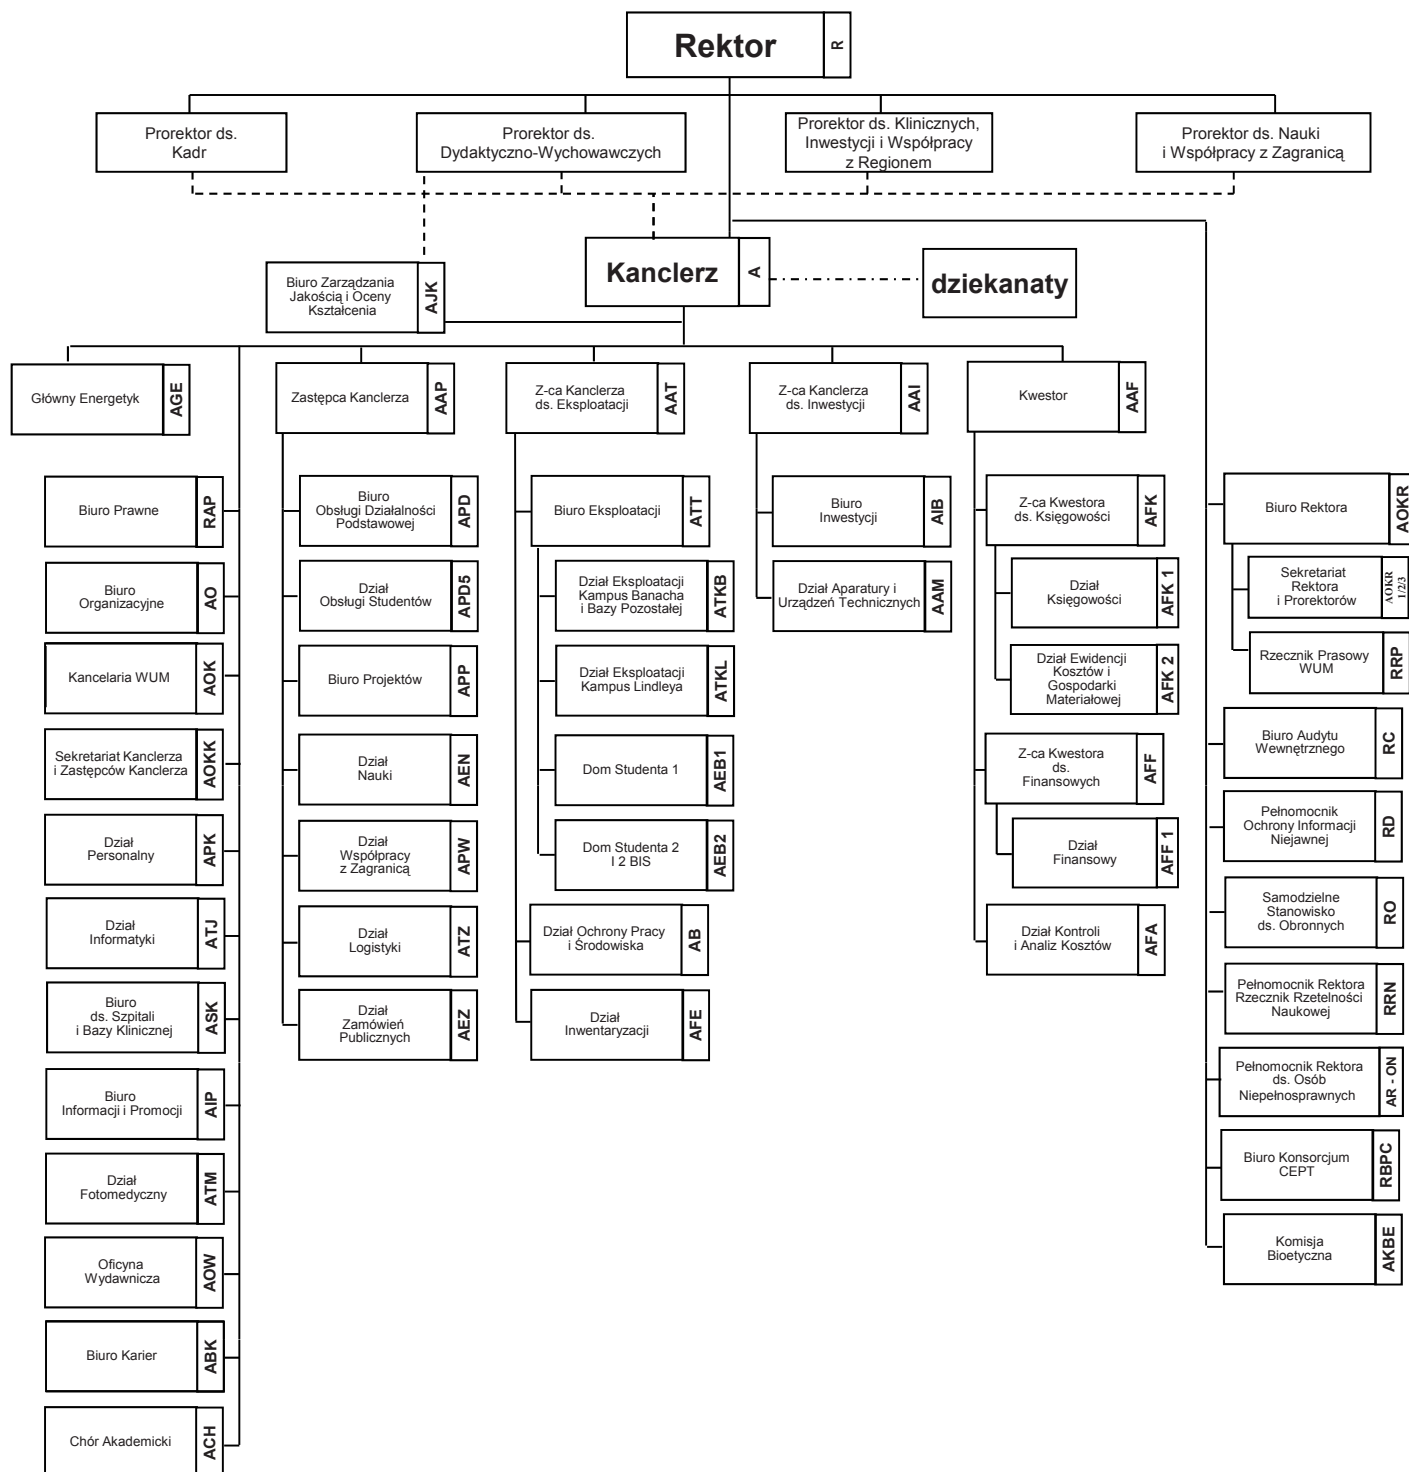 Rektor
R
Prorektor ds.
Kadr
Prorektor ds.
Dydaktyczno-Wychowawczych
Prorektor ds. Klinicznych,
Inwestycji i Współpracy
z Regionem
Prorektor ds. Nauki
i Współpracy z Zagranicą
Kanclerz
A
dziekanaty
Biuro Zarządzania
Jakością i Oceny
Kształcenia
AJK
Główny Energetyk
AGE
Zastępca Kanclerza
AAP
Z-ca Kanclerza
ds. Eksploatacji
AAT
Z-ca Kanclerza
ds. Inwestycji
AAI
Kwestor
AAF
Biuro Prawne
RAP
Biuro
Organizacyjne
AO
Kancelaria WUM
AOK
Sekretariat Kanclerza
i Zastępców Kanclerza
AOKK
Dział
Personalny
APK
Dział
Informatyki
ATJ
Biuro
ds. Szpitali
i Bazy Klinicznej
ASK
Biuro
Informacji i Promocji
AIP
Dział
Fotomedyczny
ATM
Oficyna
Wydawnicza
AOW
Biuro Karier
ABK
Chór Akademicki
ACH
Biuro
Obsługi Działalności
Podstawowej
APD
Dział
Obsługi Studentów
APD5
Biuro Projektów
APP
Dział
Nauki
AEN
Dział
Współpracy
z Zagranicą
APW
Dział
Logistyki
ATZ
Dział
Zamówień
Publicznych
AEZ
Biuro Eksploatacji
ATT
Dział Eksploatacji
Kampus Banacha
i Bazy Pozostałej
ATKB
Dział Eksploatacji
Kampus Lindleya
ATKL
Dom Studenta 1
AEB1
Dom Studenta 2
I 2 BIS
AEB2
Dział Ochrony Pracy
i Środowiska
AB
Dział
Inwentaryzacji
AFE
Biuro
Inwestycji
AIB
Dział Aparatury i
Urządzeń Technicznych
AAM
Z-ca Kwestora
ds. Księgowości
AFK
Dział
Księgowości
AFK 1
Dział Ewidencji
Kosztów i
Gospodarki
Materiałowej
AFK 2
Z-ca Kwestora
ds.
Finansowych
AFF
Dział
Finansowy
AFF 1
Dział Kontroli
i Analiz Kosztów
AFA
Biuro Rektora
AOKR
Sekretariat
Rektora
i Prorektorów
AOKR
1/2/3
Rzecznik Prasowy
WUM
RRP
Biuro Audytu
Wewnętrznego
RC
Pełnomocnik
Ochrony Informacji
Niejawnej
RD
Samodzielne
Stanowisko
ds. Obronnych
RO
Pełnomocnik Rektora
Rzecznik Rzetelności
Naukowej
RRN
Pełnomocnik Rektora
ds. Osób
Niepełnosprawnych
AR - ON
Biuro Konsorcjum
CEPT
RBPC
Komisja
Bioetyczna
AKBE